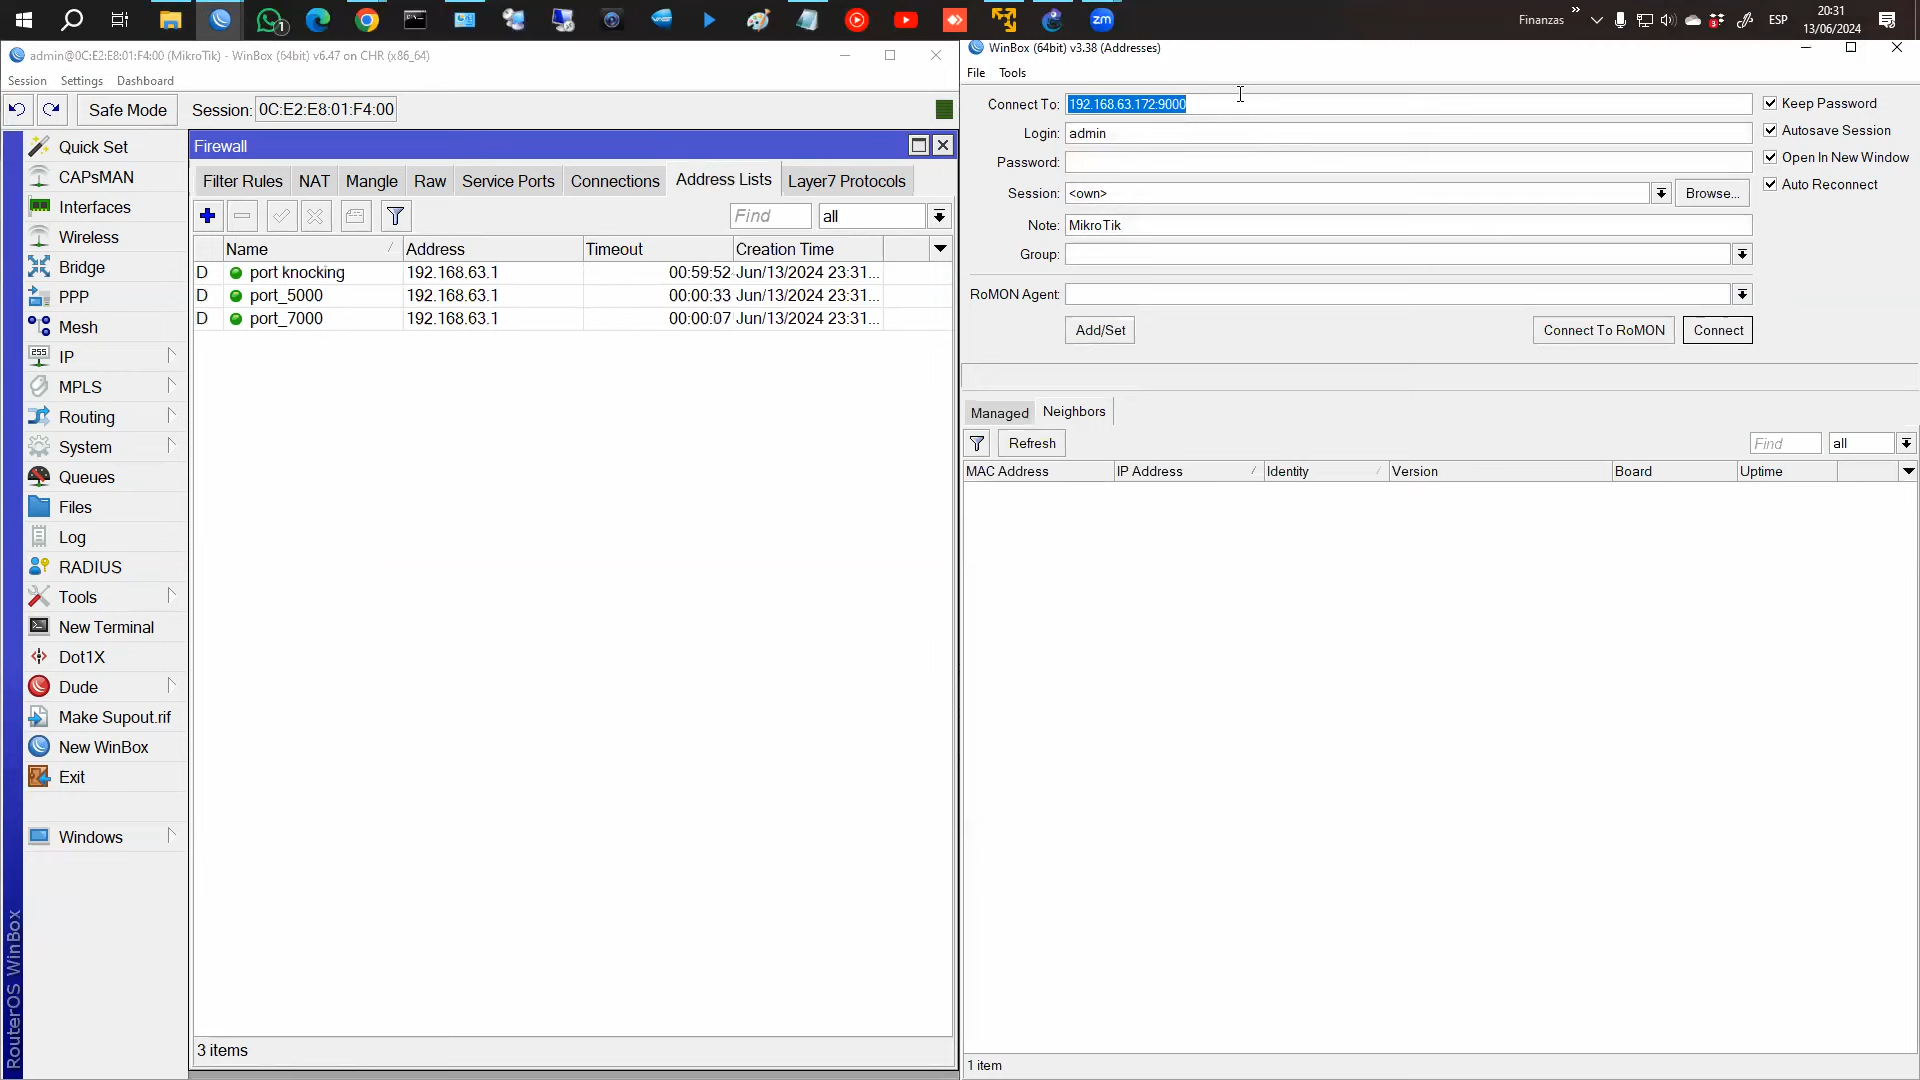 Finanzas
ESP
20:31
13/06/2024
admin@0C:E2:E8:01:F4:00 (MikroTik) - WinBox (64bit) v6.47 on CHR (x86_64)
Session Settings Dashboard
Safe Mode Session: 0C:E2:E8:01:F4:00
Quick Set
CAPsMAN
Interfaces
Wireless
Bridge
PPP
Mesh
IP
MPLS
Routing
System
Queues
Files
Log
RADIUS
Tools
New Terminal
Dot1X
Dude
Make Supout.rif
New WinBox
Exit
Windows
RouterOS WinBox
Firewall
Filter Rules NAT Mangle Raw Service Ports Connections Address Lists Layer7 Protocols
Find all
Name Address Timeout Creation Time
D port knocking 192.168.63.1 00:59:52 Jun/13/2024 23:31...
D port_5000 192.168.63.1 00:00:33 Jun/13/2024 23:31...
D port_7000 192.168.63.1 00:00:07 Jun/13/2024 23:31...
3 items
WinBox (64bit) v3.38 (Addresses)
File Tools
Connect To: 192.168.63.172:9000
Login: admin
Password:
Session: <own> Browse...
Note: MikroTik
Group:
RoMON Agent:
Keep Password
Autosave Session
Open In New Window
Auto Reconnect
Add/Set Connect To RoMON Connect
Managed Neighbors
Refresh Find all
MAC Address IP Address Identity Version Board Uptime
1 item